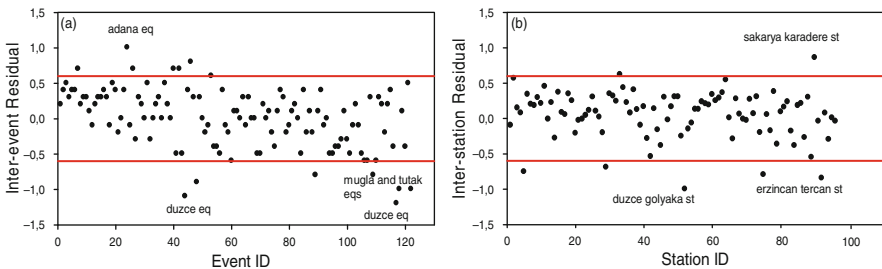 (a)
adana eq
mugla and tutak
eqs
duzce eq
duzce eq
Inter-event Residual
1,5
1,0
0,5
0,0
-0,5
-1,0
-1,5
0 20 40 60 80 100 120
Event ID
(b)
sakarya karadere st
duzce golyaka st
erzincan tercan st
Inter-station Residual
1,5
1,0
0,5
0,0
-0,5
-1,0
-1,5
0 20 40 60 80 100
Station ID